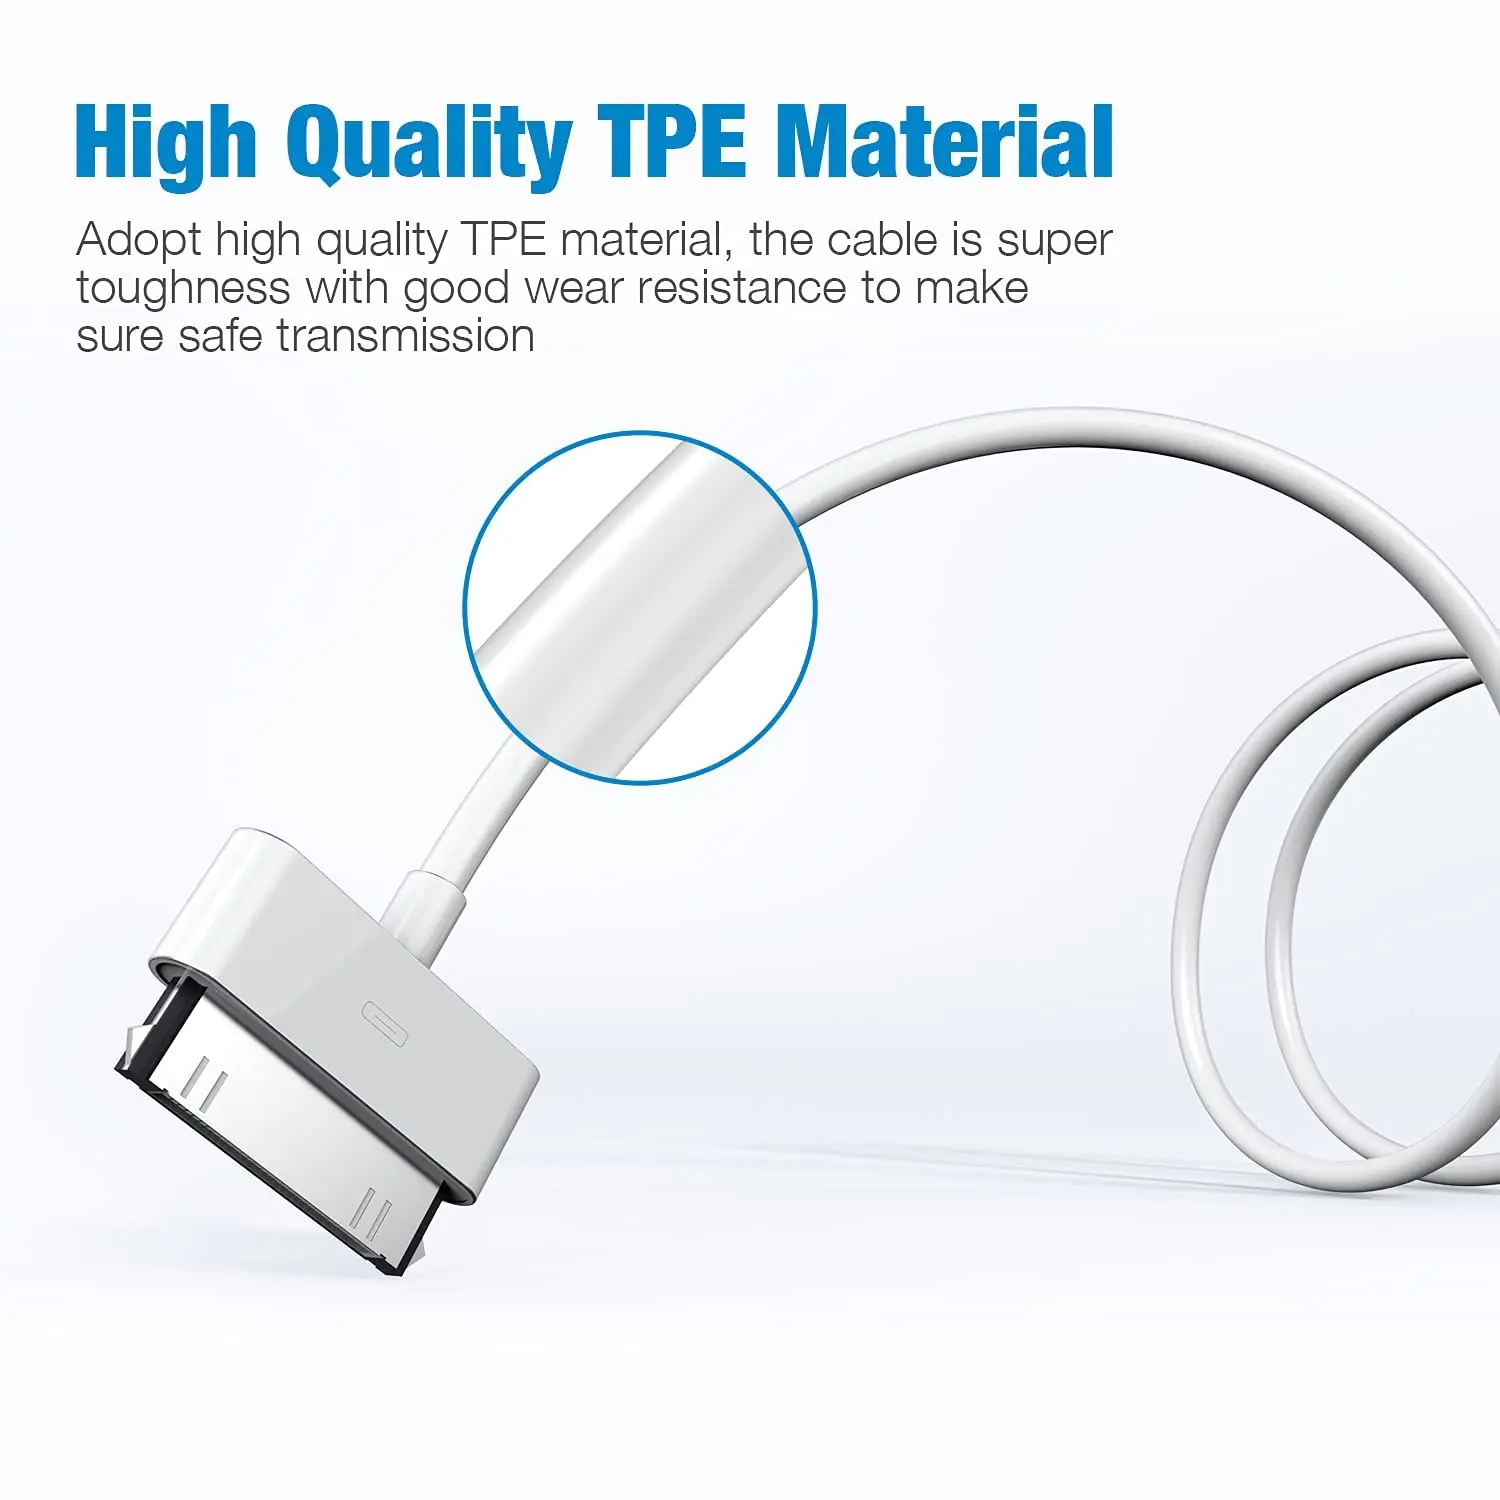 High Quality TPE Material
Adopt high quality TPE material, the cable is super
toughness with good wear resistance to make
sure safe transmission